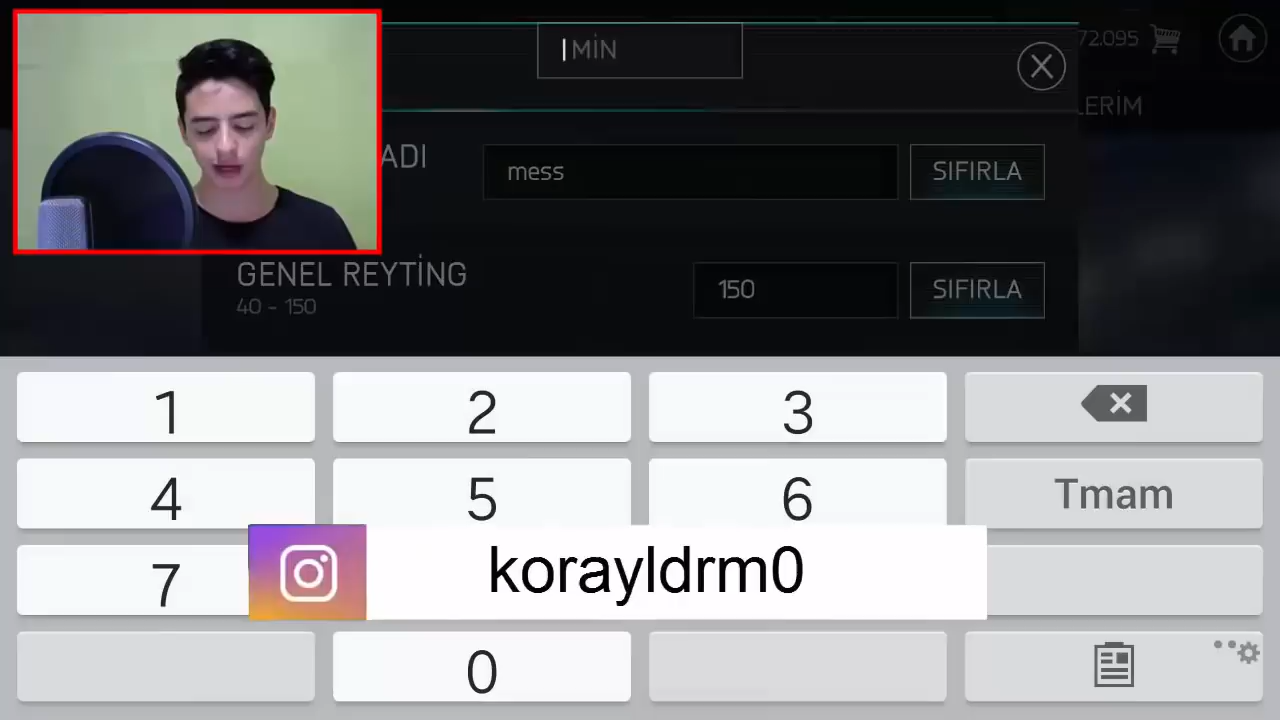 MİN
72.095
LERİM
ADI
mess
SIFIRLA
GENEL REYTİNG
40 - 150
150
SIFIRLA
1
2
3
4
5
6
Tmam
7
korayldrm0
0